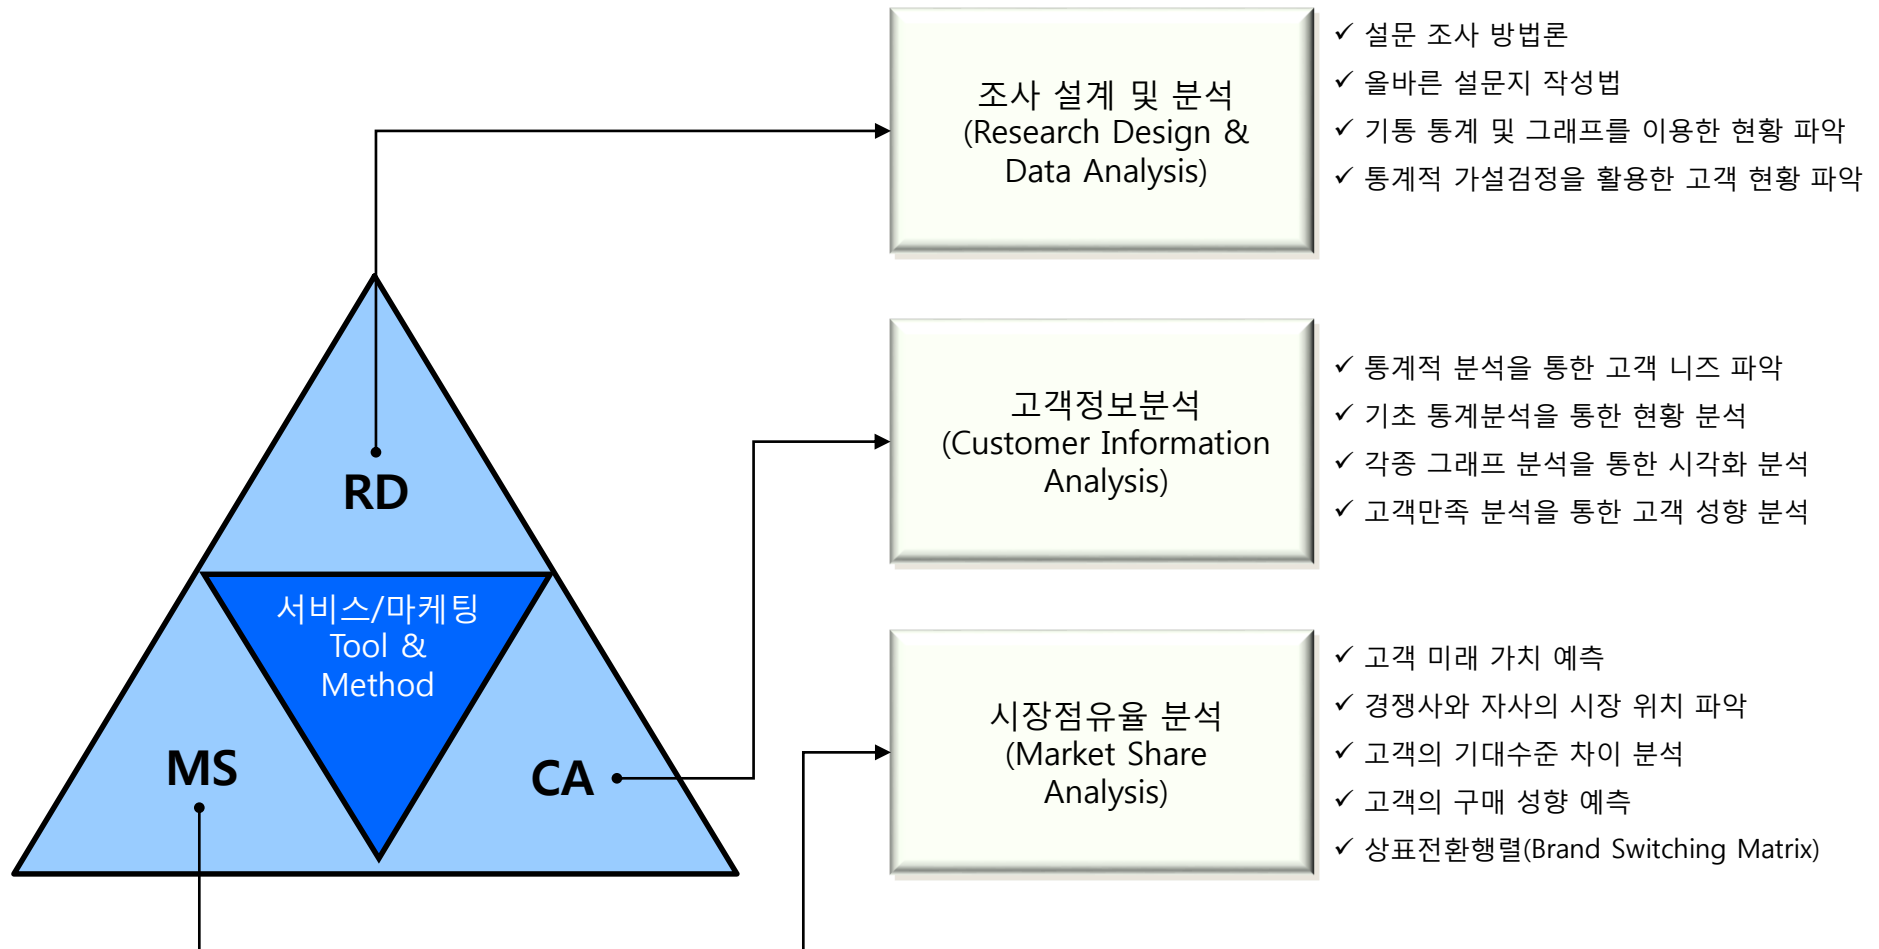 조사 설계 및 분석
(Research Design &
Data Analysis)
✓ 설문 조사 방법론
✓ 올바른 설문지 작성법
✓ 기통 통계 및 그래프를 이용한 현황 파악
✓ 통계적 가설검정을 활용한 고객 현황 파악
RD
서비스/마케팅
Tool &
Method
MS
CA
고객정보분석
(Customer Information
Analysis)
✓ 통계적 분석을 통한 고객 니즈 파악
✓ 기초 통계분석을 통한 현황 분석
✓ 각종 그래프 분석을 통한 시각화 분석
✓ 고객만족 분석을 통한 고객 성향 분석
시장점유율 분석
(Market Share
Analysis)
✓ 고객 미래 가치 예측
✓ 경쟁사와 자사의 시장 위치 파악
✓ 고객의 기대수준 차이 분석
✓ 고객의 구매 성향 예측
✓ 상표전환행렬(Brand Switching Matrix)